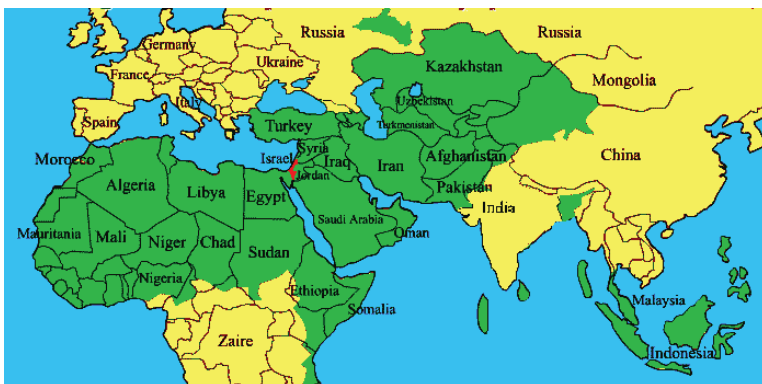 Russia
Russia
Germany
Ukraine
Kazakhstan
France
Mongolia
Italy
Uzbekistan
Spain
Turkey
Turkmenistan
Syria
China
Israel
Morocco
Iraq
Iran
Afghanistan
Jordan
Algeria
Libya
Egypt
Pakistan
India
Saudi Arabia
Mauritania
Mali
Niger
Chad
Oman
Sudan
Nigeria
Ethiopia
Somalia
Malaysia
Zaire
Indonesia